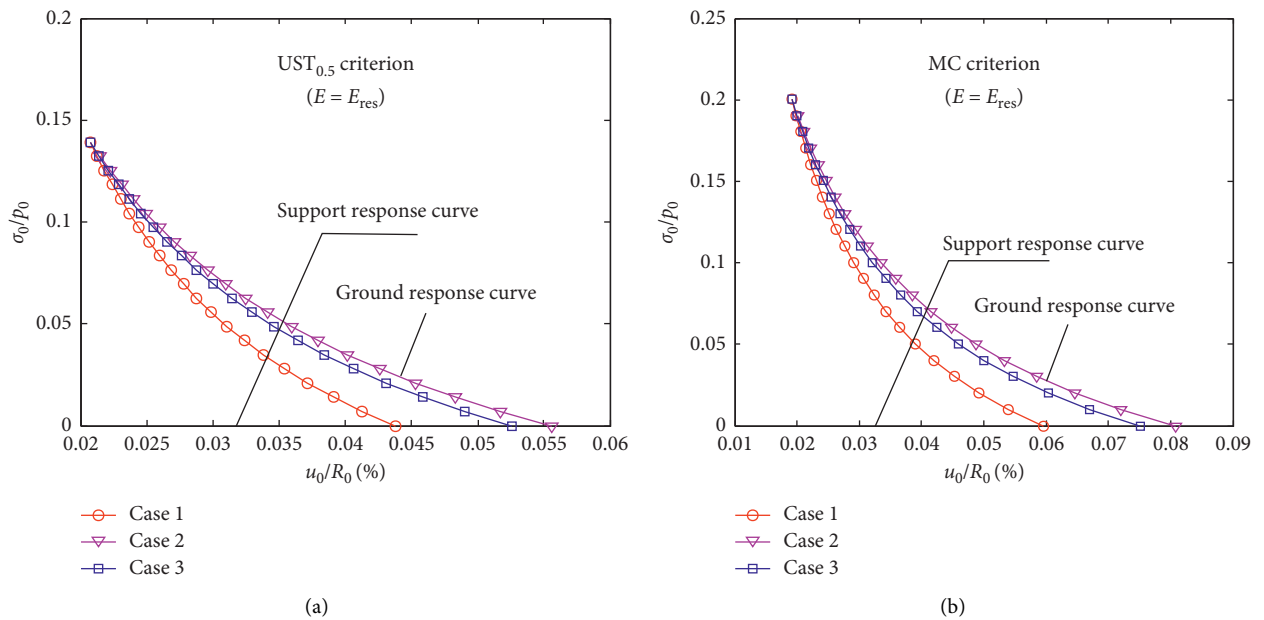 0.2
0.15
0.1
0.05
0
σ₀/p₀
UST₀.₅ criterion
(E = E_res)
Support response curve
Ground response curve
0.02 0.025 0.03 0.035 0.04 0.045 0.05 0.055 0.06
u₀/R₀ (%)
Case 1
Case 2
Case 3
(a)
0.25
0.2
0.15
0.1
0.05
0
σ₀/p₀
MC criterion
(E = E_res)
Support response curve
Ground response curve
0.01 0.02 0.03 0.04 0.05 0.06 0.07 0.08 0.09
u₀/R₀ (%)
Case 1
Case 2
Case 3
(b)